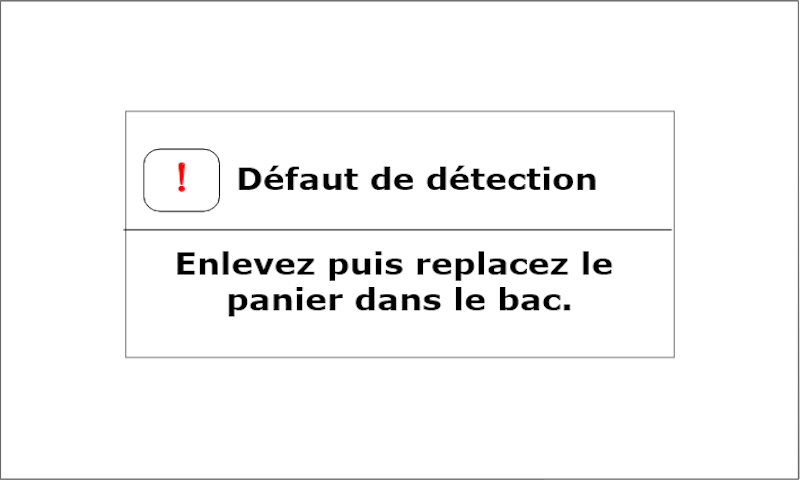 ! Défaut de détection
Enlevez puis replacez le
panier dans le bac.